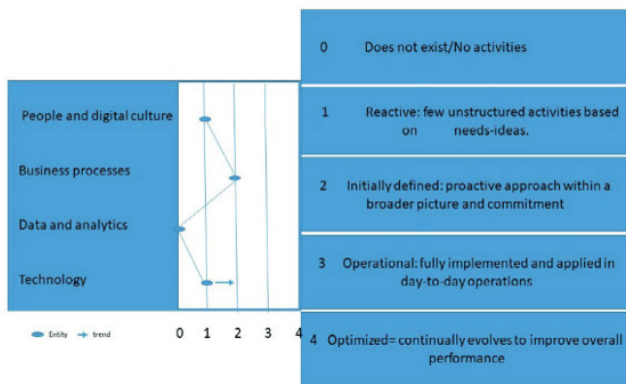 0 Does not exist/No activities
1 Reactive: few unstructured activities based
on needs-ideas.
2 Initially defined: proactive approach within a
broader picture and commitment
3 Operational: fully implemented and applied in
day-to-day operations
4 Optimized= continually evolves to improve overall
performance
People and digital culture
Business processes
Data and analytics
Technology
Entity trend
0 1 2 3 4